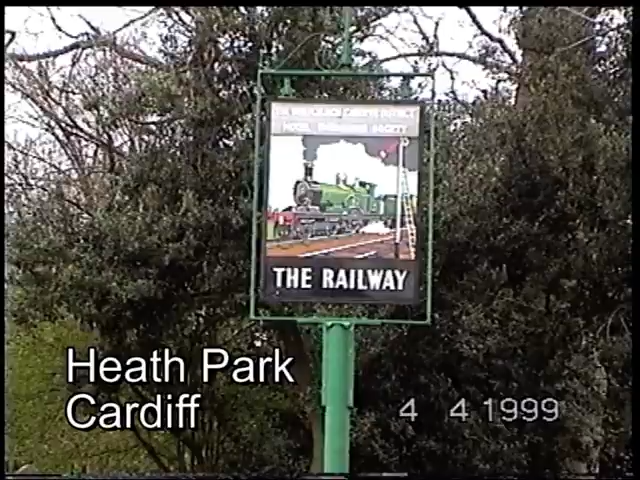 MODEL ENGINEERING SOCIETY
THE RAILWAY
Heath Park
Cardiff
4 4 1999